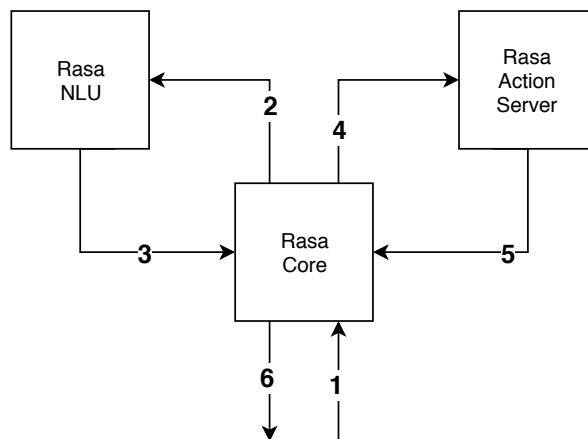 Rasa
NLU
Rasa
Action
Server
2
4
Rasa
Core
3
5
6
1